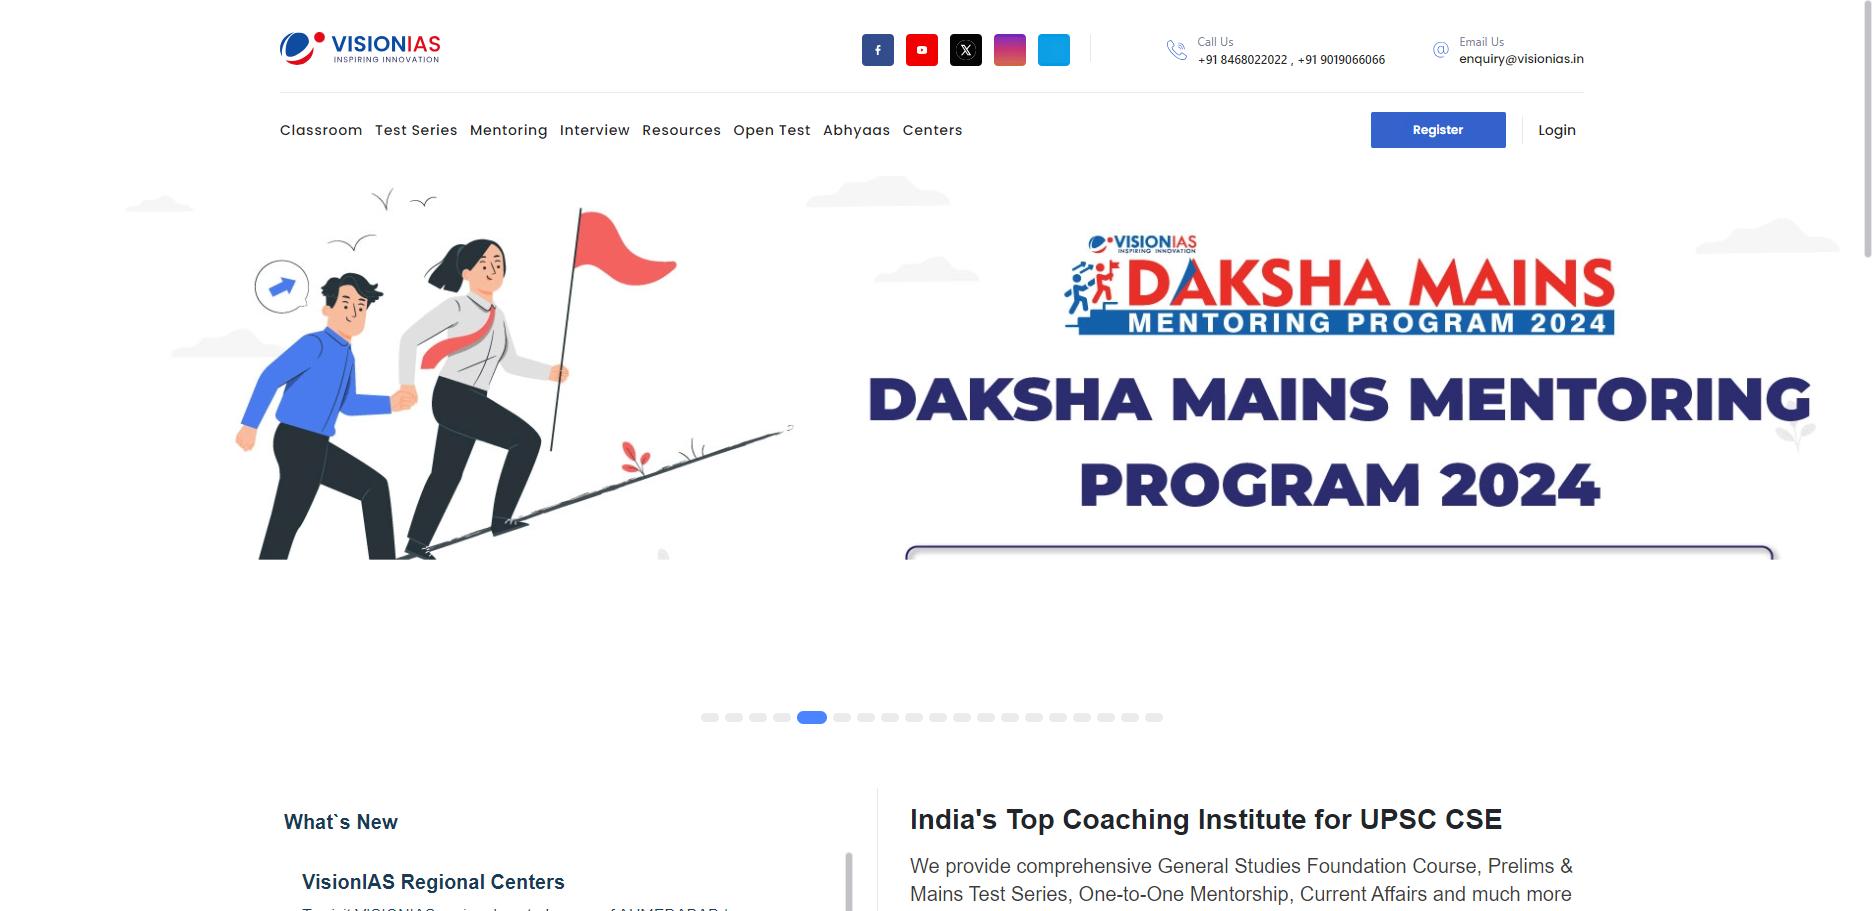 VISIONIAS
INSPIRING INNOVATION
Call Us
+91 8468022022 , +91 9019066066
Email Us
enquiry@visionias.in
Classroom Test Series Mentoring Interview Resources Open Test Abhyaas Centers
Register
Login
VISIONIAS
INSPIRING INNOVATION
DAKSHA MAINS
MENTORING PROGRAM 2024
DAKSHA MAINS MENTORING
PROGRAM 2024
What`s New
VisionIAS Regional Centers
India's Top Coaching Institute for UPSC CSE
We provide comprehensive General Studies Foundation Course, Prelims &
Mains Test Series, One-to-One Mentorship, Current Affairs and much more